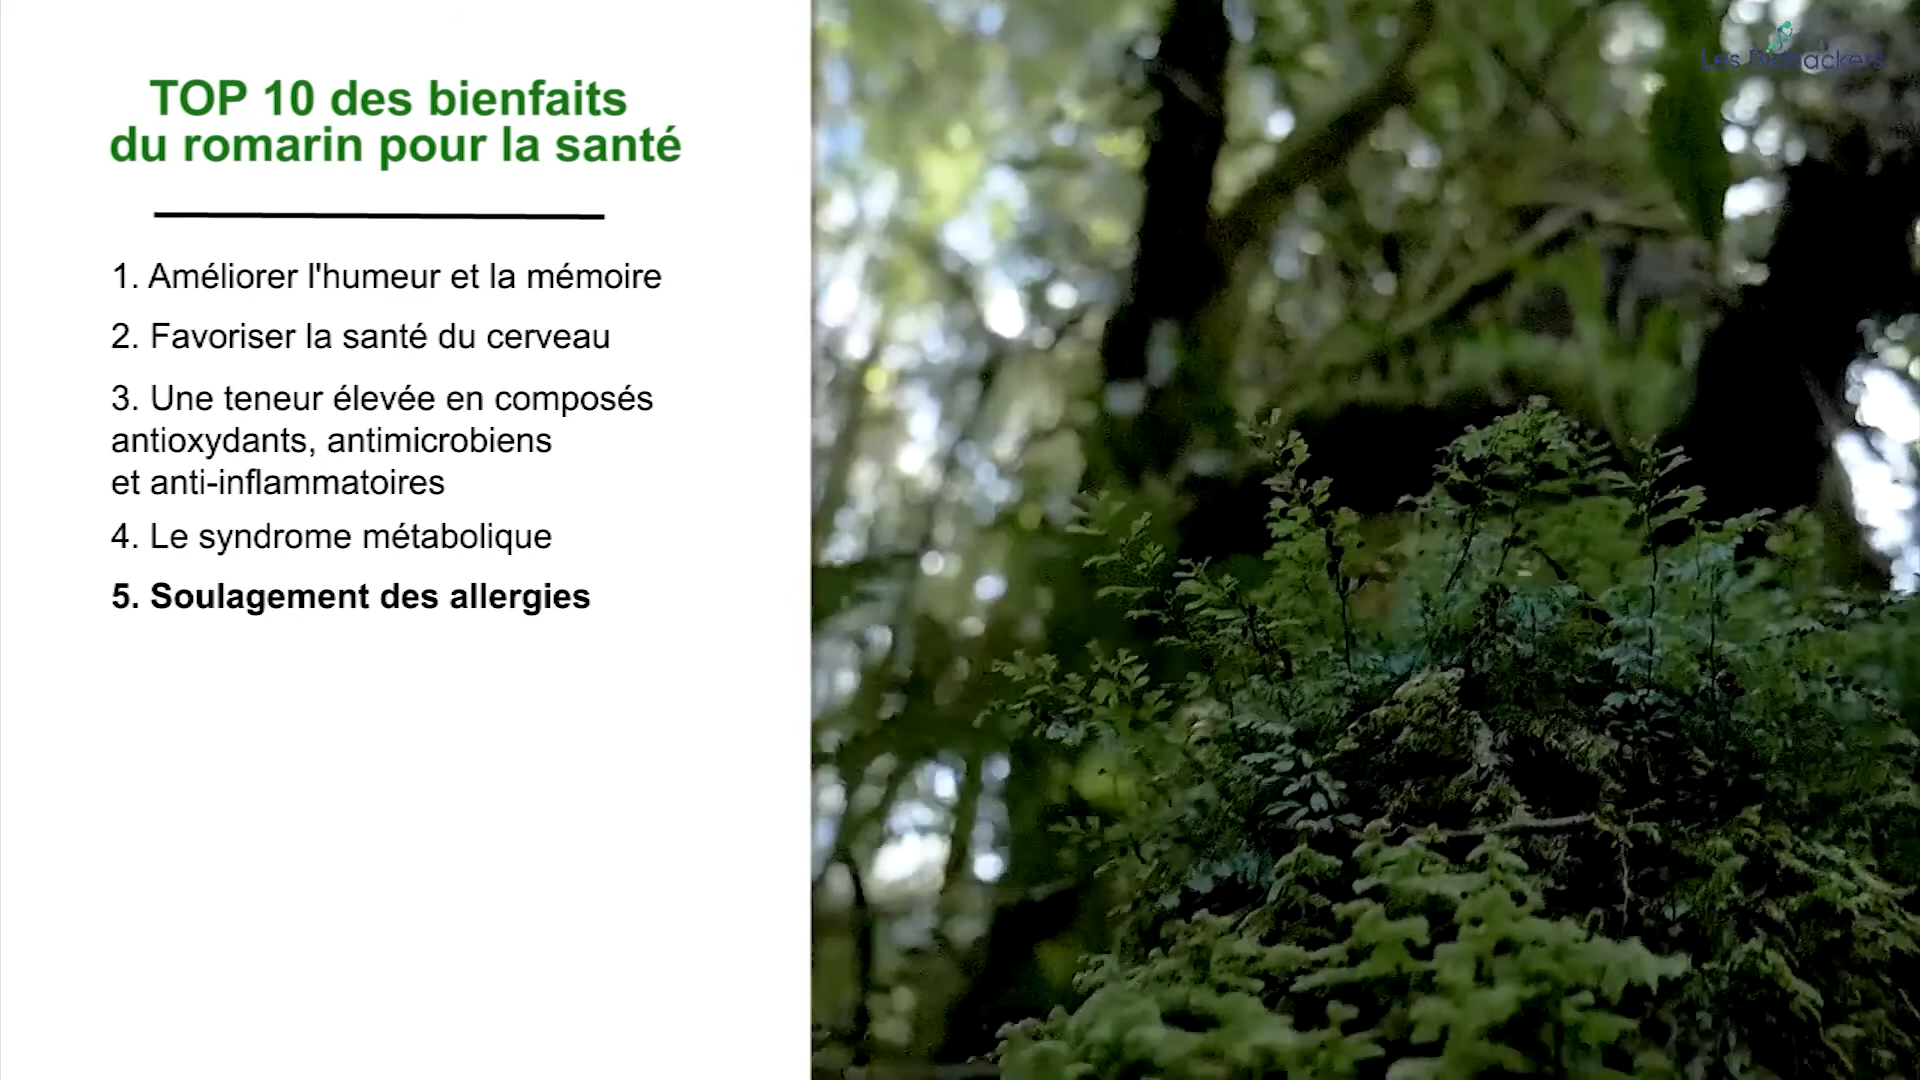 TOP 10 des bienfaits
du romarin pour la santé
1. Améliorer l'humeur et la mémoire
2. Favoriser la santé du cerveau
3. Une teneur élevée en composés
antioxydants, antimicrobiens
et anti-inflammatoires
4. Le syndrome métabolique
5. Soulagement des allergies
Les Biohackers